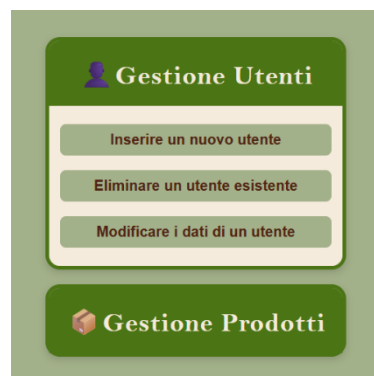 Gestione Utenti
Inserire un nuovo utente
Eliminare un utente esistente
Modificare i dati di un utente
Gestione Prodotti